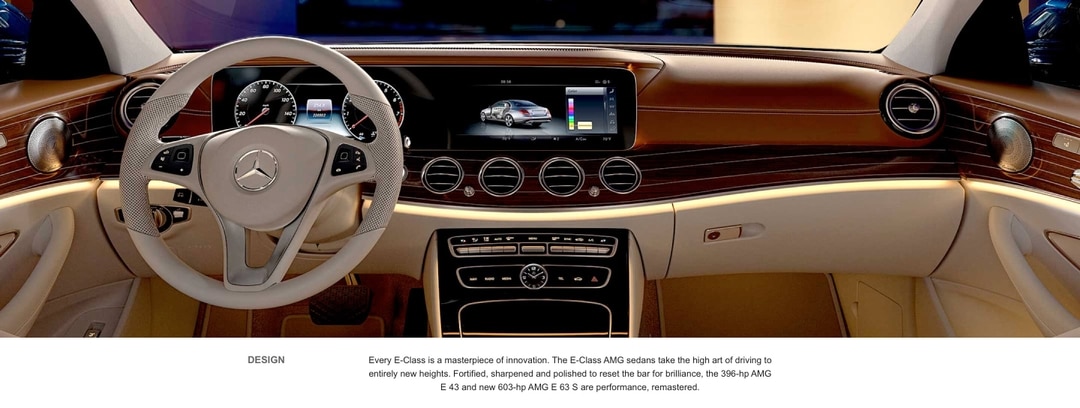 DESIGN
Every E-Class is a masterpiece of innovation. The E-Class AMG sedans take the high art of driving to
entirely new heights. Fortified, sharpened and polished to reset the bar for brilliance, the 396-hp AMG
E 43 and new 603-hp AMG E 63 S are performance, remastered.